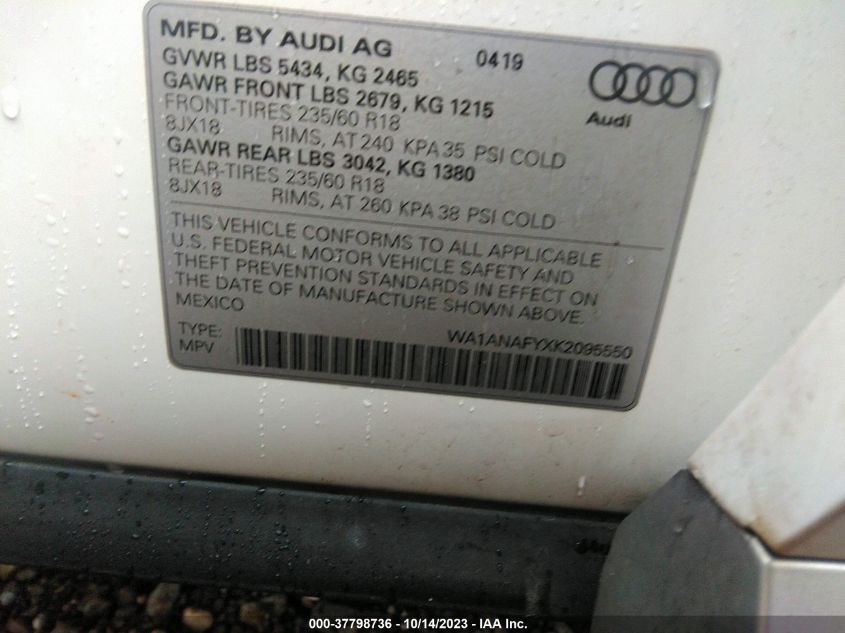 MFD. BY AUDI AG 0419
GVWR LBS 5434, KG 2465
GAWR FRONT LBS 2679, KG 1215
FRONT-TIRES 235/60 R18
8JX18 RIMS, AT 240 KPA 35 PSI COLD
GAWR REAR LBS 3042, KG 1380
REAR-TIRES 235/60 R18
8JX18 RIMS, AT 260 KPA 38 PSI COLD
Audi
THIS VEHICLE CONFORMS TO ALL APPLICABLE
U.S. FEDERAL MOTOR VEHICLE SAFETY AND
THEFT PREVENTION STANDARDS IN EFFECT ON
THE DATE OF MANUFACTURE SHOWN ABOVE.
MEXICO
TYPE: WA1ANAFYXK2095550
MPV
000-37798736 - 10/14/2023 - IAA Inc.